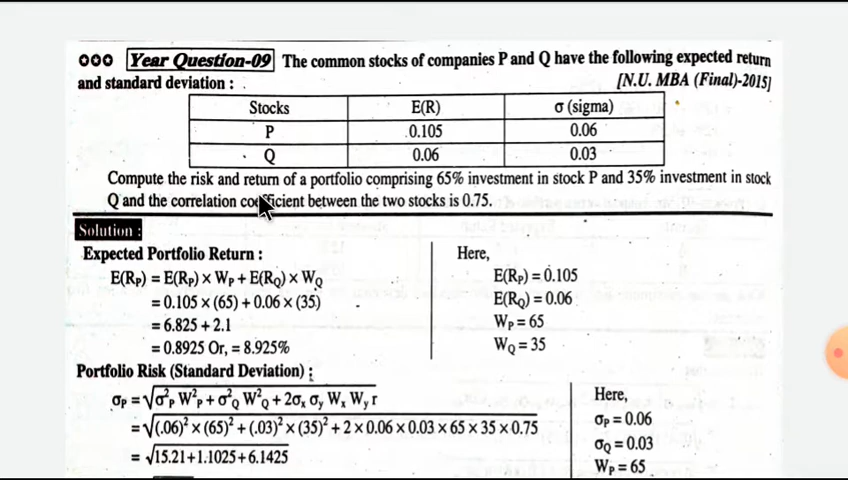 Year Question-09 The common stocks of companies P and Q have the following expected return
and standard deviation : [N.U. MBA (Final)-2015]
Stocks E(R) σ (sigma)
P 0.105 0.06
Q 0.06 0.03
Compute the risk and return of a portfolio comprising 65% investment in stock P and 35% investment in stock
Q and the correlation coefficient between the two stocks is 0.75.
Solution :
Expected Portfolio Return :
E(RP) = E(RP) × WP + E(RQ) × WQ
= 0.105 × (65) + 0.06 × (35)
= 6.825 + 2.1
= 0.8925 Or, = 8.925%
Here,
E(RP) = 0.105
E(RQ) = 0.06
WP = 65
WQ = 35
Portfolio Risk (Standard Deviation) :
σP = √σ²P W²P + σ²Q W²Q + 2σx σy Wx Wy r
= √(.06)² × (65)² + (.03)² × (35)² + 2 × 0.06 × 0.03 × 65 × 35 × 0.75
= √15.21+1.1025+6.1425
Here,
σP = 0.06
σQ = 0.03
WP = 65